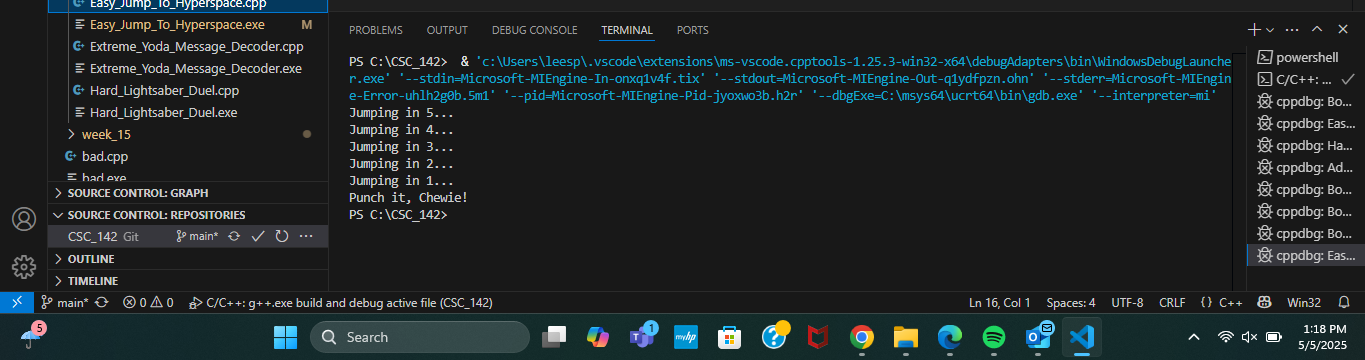 Easy_Jump_To_Hyperspace.cpp
Easy_Jump_To_Hyperspace.exe M
Extreme_Yoda_Message_Decoder.cpp
Extreme_Yoda_Message_Decoder.exe
Hard_Lightsaber_Duel.cpp
Hard_Lightsaber_Duel.exe
week_15
bad.cpp
bad.exe
SOURCE CONTROL: GRAPH
SOURCE CONTROL: REPOSITORIES
CSC_142 Git main*
OUTLINE
TIMELINE
PROBLEMS OUTPUT DEBUG CONSOLE TERMINAL PORTS
PS C:\CSC_142> & 'c:\Users\leesp\.vscode\extensions\ms-vscode.cpptools-1.25.3-win32-x64\debugAdapters\bin\WindowsDebugLaunche
r.exe' '--stdin=Microsoft-MIEngine-In-onxq1v4f.tix' '--stdout=Microsoft-MIEngine-Out-q1ydfpzn.ohn' '--stderr=Microsoft-MIEngin
e-Error-uhlh2g0b.5m1' '--pid=Microsoft-MIEngine-Pid-jyoxwo3b.h2r' '--dbgExe=C:\msys64\ucrt64\bin\gdb.exe' '--interpreter=mi'
Jumping in 5...
Jumping in 4...
Jumping in 3...
Jumping in 2...
Jumping in 1...
Punch it, Chewie!
PS C:\CSC_142>
powershell
C/C++: ...
cppdbg: Bo...
cppdbg: Eas...
cppdbg: Ha...
cppdbg: Ad...
cppdbg: Bo...
cppdbg: Bo...
cppdbg: Bo...
cppdbg: Eas...
main* 0 0 C/C++: g++.exe build and debug active file (CSC_142) Ln 16, Col 1 Spaces: 4 UTF-8 CRLF {} C++ Win32
5 Search 1 myhp 1:18 PM
5/5/2025